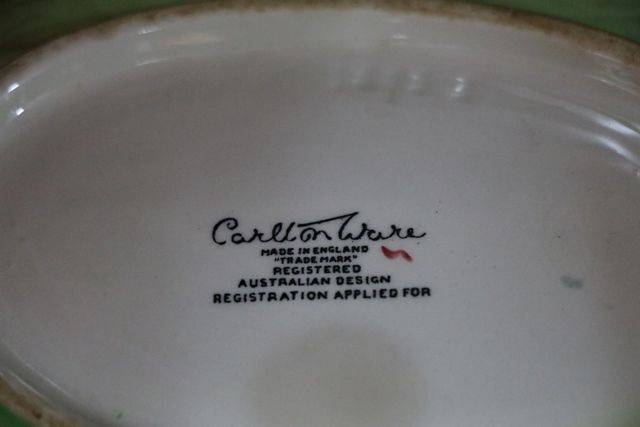 Carlton Ware
MADE IN ENGLAND
"TRADE MARK"
REGISTERED
AUSTRALIAN DESIGN
REGISTRATION APPLIED FOR